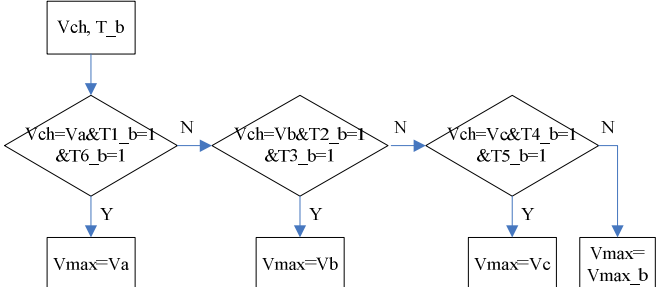 Vch, T_b
Vch=Va&T1_b=1
&T6_b=1
N
Vch=Vb&T2_b=1
&T3_b=1
N
Vch=Vc&T4_b=1
&T5_b=1
N
Y
Y
Y
Vmax=Va
Vmax=Vb
Vmax=Vc
Vmax=
Vmax_b